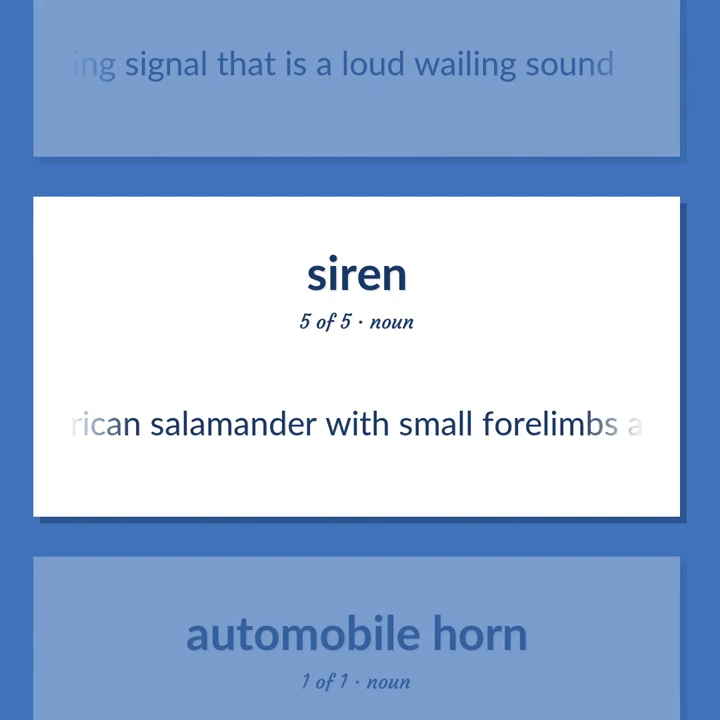 ing signal that is a loud wailing sound
siren
5 of 5 · noun
rican salamander with small forelimbs a
automobile horn
1 of 1 · noun